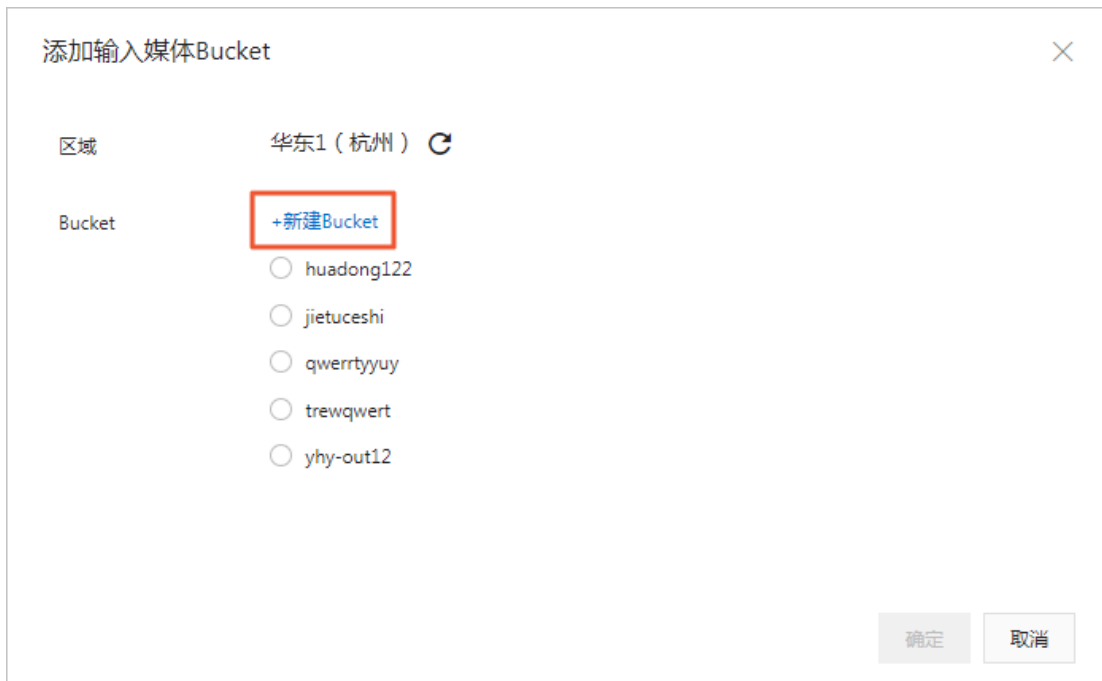 添加输入媒体Bucket
区域 华东1（杭州）
Bucket +新建Bucket
huadong122
jietuceshi
qwerrtyyuy
trewqwert
yhy-out12
确定 取消